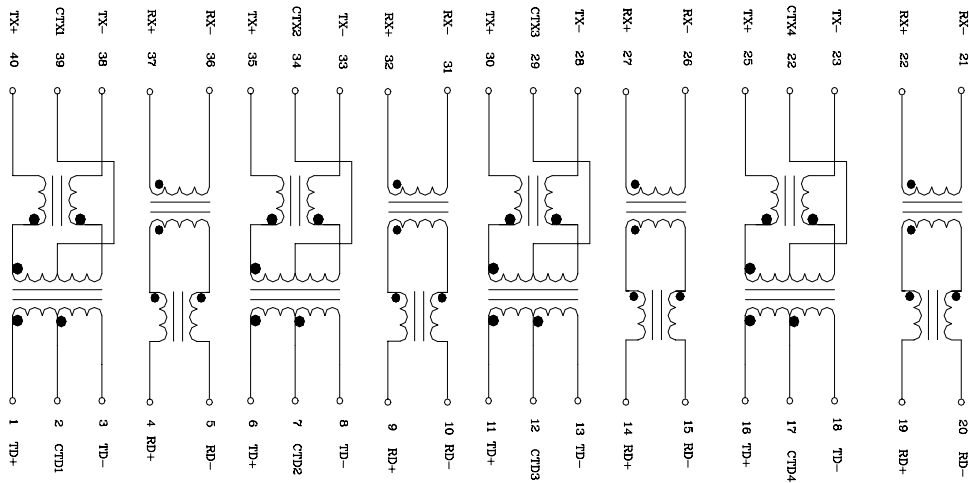 TX+ 40
CTX1 39
TX- 38
RX+ 37
RX- 36
TX+ 35
CTX2 34
TX- 33
RX+ 32
RX- 31
TX+ 30
CTX3 29
TX- 28
RX+ 27
RX- 26
TX+ 25
CTX4 22
TX- 23
RX+ 22
RX- 21
1 TD+
2 CTD1
3 TD-
4 RD+
5 RD-
6 TD+
7 CTD2
8 TD-
9 RD+
10 RD-
11 TD+
12 CTD3
13 TD-
14 RD+
15 RD-
16 TD+
17 CTD4
18 TD-
19 RD+
20 RD-